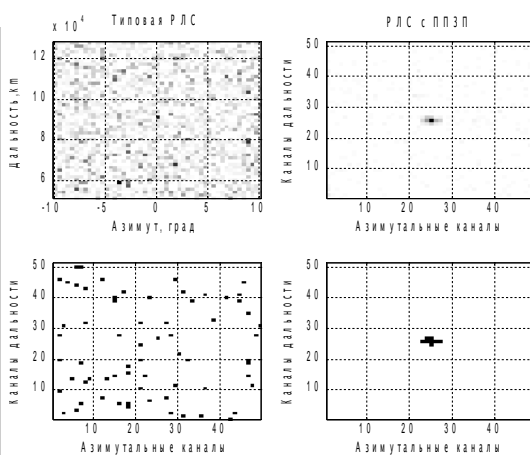 Типовая РЛС
РЛС с ППЗП
x 10^4
Дальность,km
12
10
8
6
-10 -5 0 5 10
Азимут, град
Каналы дальности
50
40
30
20
10
10 20 30 40
Азимутальные каналы
Каналы дальности
50
40
30
20
10
10 20 30 40
Азимутальные каналы
Каналы дальности
50
40
30
20
10
10 20 30 40
Азимутальные каналы